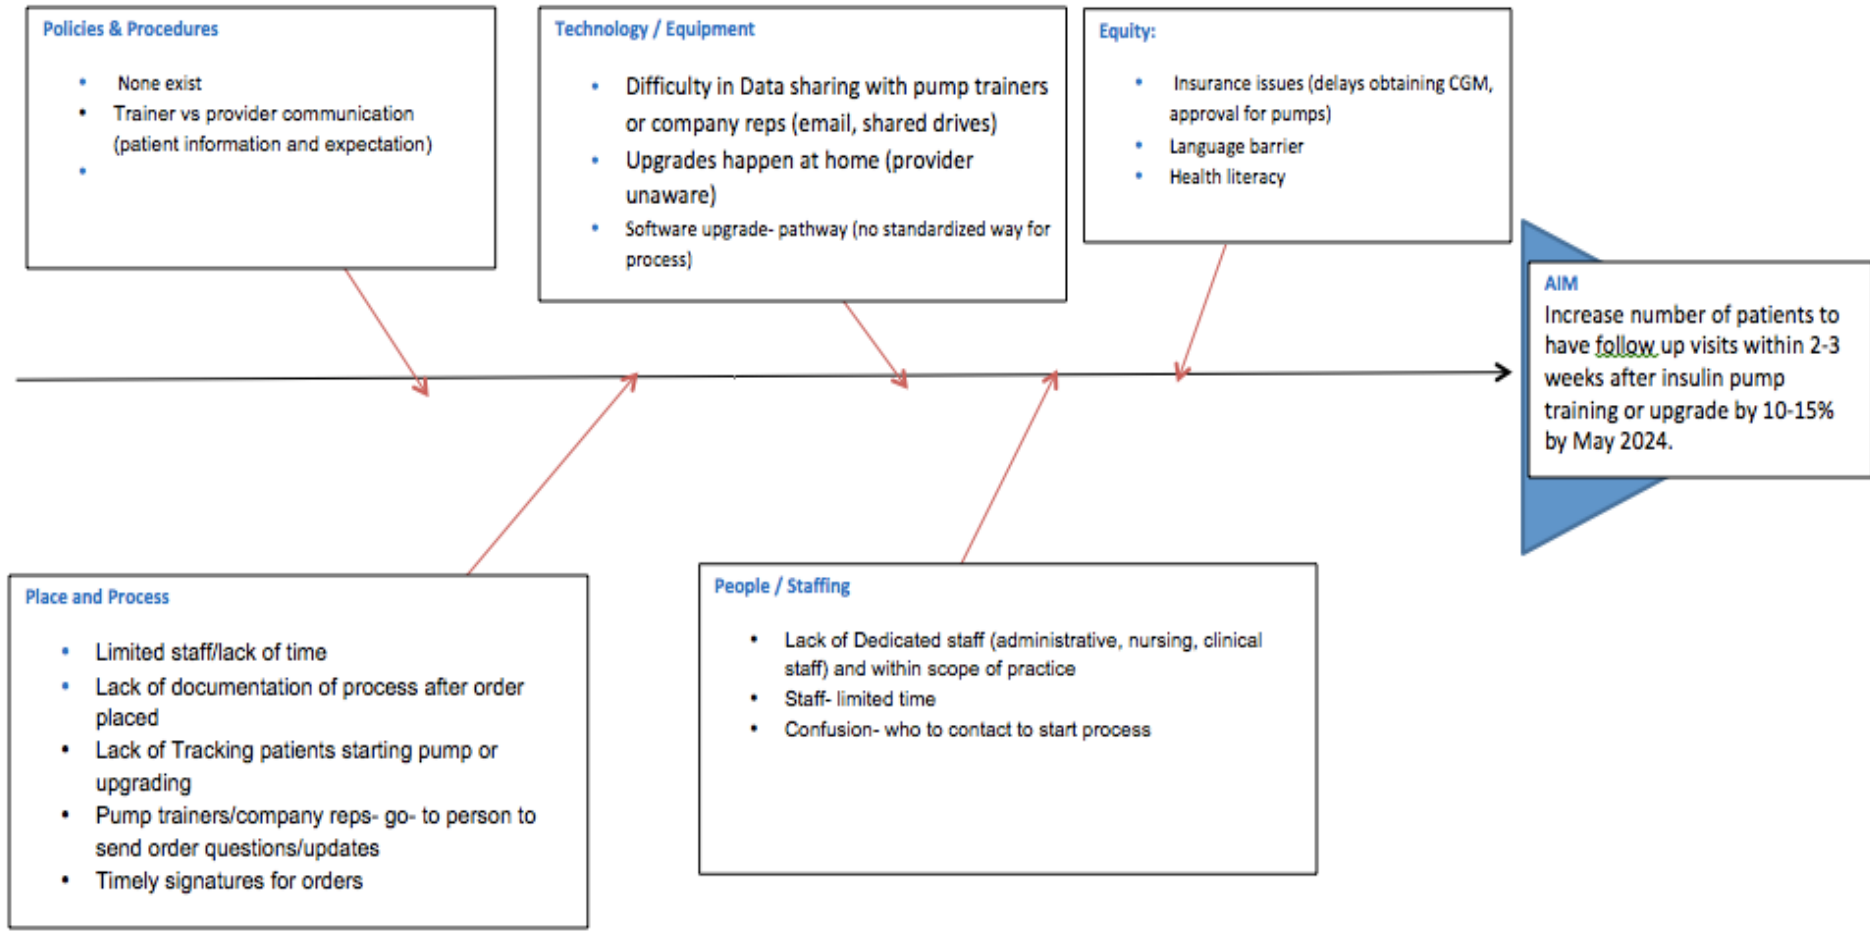 Policies & Procedures
None exist
Trainer vs provider communication
(patient information and expectation)
Technology / Equipment
Difficulty in Data sharing with pump trainers
or company reps (email, shared drives)
Upgrades happen at home (provider
unaware)
Software upgrade- pathway (no standardized way for
process)
Equity:
Insurance issues (delays obtaining CGM,
approval for pumps)
Language barrier
Health literacy
AIM
Increase number of patients to
have follow up visits within 2-3
weeks after insulin pump
training or upgrade by 10-15%
by May 2024.
Place and Process
Limited staff/lack of time
Lack of documentation of process after order
placed
Lack of Tracking patients starting pump or
upgrading
Pump trainers/company reps- go- to person to
send order questions/updates
Timely signatures for orders
People / Staffing
Lack of Dedicated staff (administrative, nursing, clinical
staff) and within scope of practice
Staff- limited time
Confusion- who to contact to start process